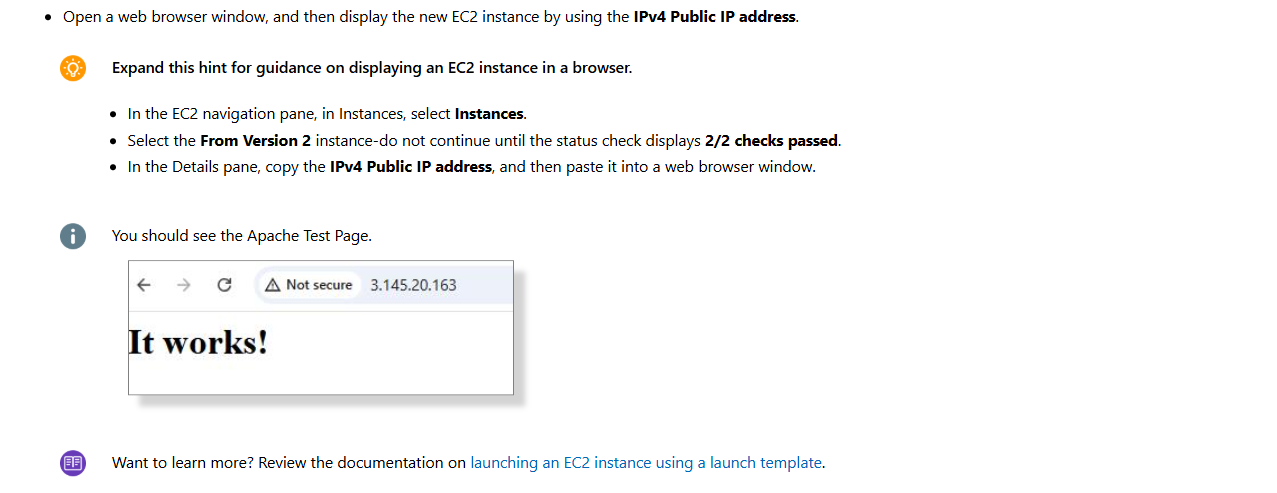 Open a web browser window, and then display the new EC2 instance by using the IPv4 Public IP address.
Expand this hint for guidance on displaying an EC2 instance in a browser.
In the EC2 navigation pane, in Instances, select Instances.
Select the From Version 2 instance-do not continue until the status check displays 2/2 checks passed.
In the Details pane, copy the IPv4 Public IP address, and then paste it into a web browser window.
You should see the Apache Test Page.
Not secure 3.145.20.163
It works!
Want to learn more? Review the documentation on launching an EC2 instance using a launch template.